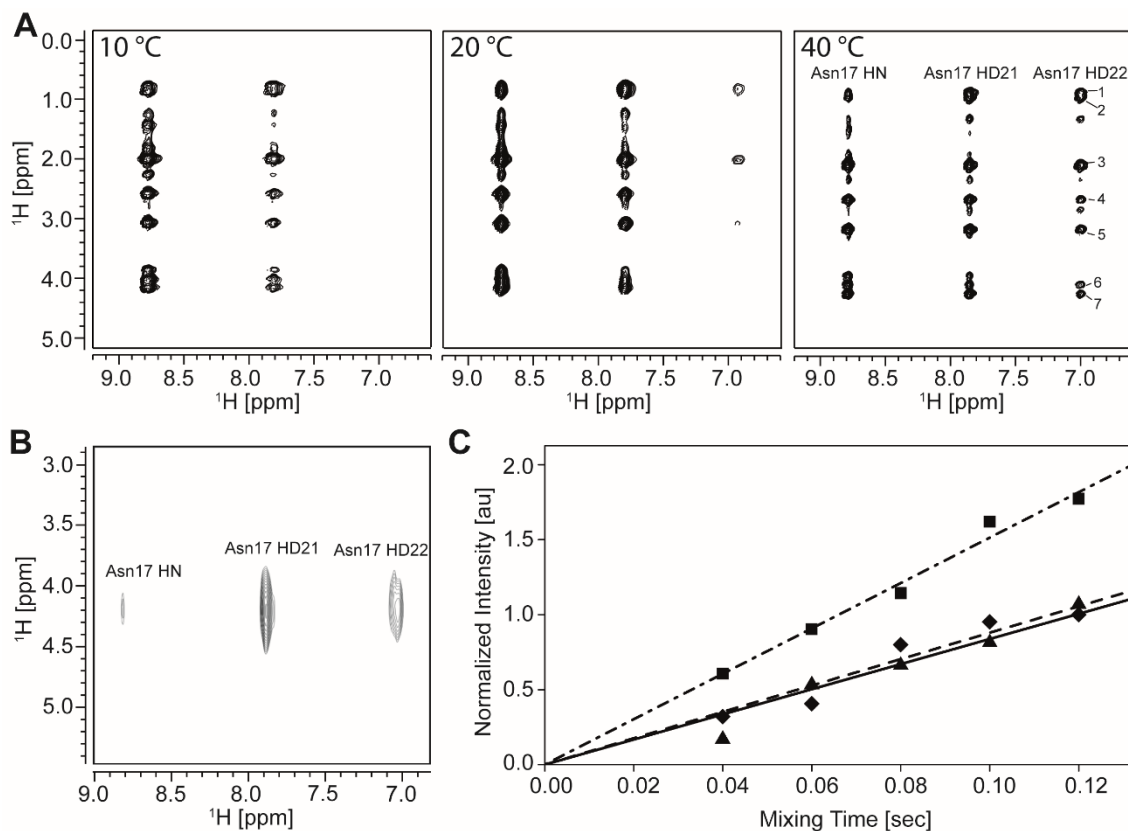 A
10 °C
20 °C
40 °C
Asn17 HN
Asn17 HD21
Asn17 HD22
0.0
1.0
2.0
3.0
4.0
5.0
¹H [ppm]
1
2
3
4
5
6
7
9.0 8.5 8.0 7.5 7.0
9.0 8.5 8.0 7.5 7.0
9.0 8.5 8.0 7.5 7.0
¹H [ppm]
¹H [ppm]
¹H [ppm]
B
3.0
3.5
4.0
4.5
5.0
¹H [ppm]
Asn17 HN
Asn17 HD21
Asn17 HD22
9.0 8.5 8.0 7.5 7.0
¹H [ppm]
C
Normalized Intensity [au]
2.0
1.5
1.0
0.5
0.0
0.00 0.02 0.04 0.06 0.08 0.10 0.12
Mixing Time [sec]